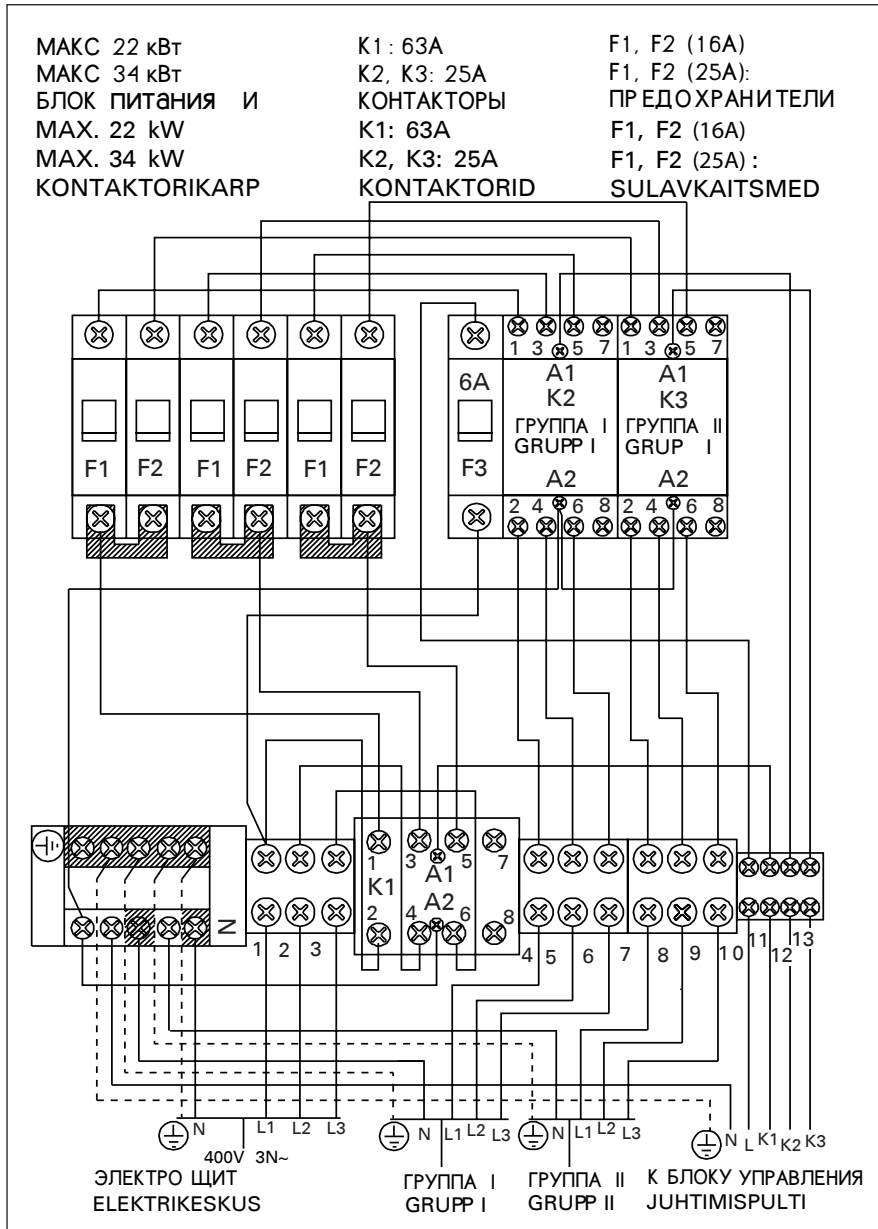 МАКС 22 кВт
МАКС 34 кВт
БЛОК питания И
MAX. 22 kW
MAX. 34 kW
KONTAKTORIKARP
К1 : 63А
К2, К3: 25А
КОНТАКТОРЫ
K1: 63A
K2, K3: 25A
KONTAKTORID
F1, F2 (16A)
F1, F2 (25A):
ПРЕДОХРАНИТЕЛИ
F1, F2 (16A)
F1, F2 (25A) :
SULAVKAITSMED
F1 F2 F1 F2 F1 F2
6A
F3
1 3 5 7
A1
K2
ГРУППА I
GRUPP I
A2
2 4 6 8
1 3 5 7
A1
K3
ГРУППА II
GRUP I
A2
2 4 6 8
N
1 2 3
1 3 5 7
K1 A1
A2
2 4 6 8
4 5 6 7 8 9 10
11 12 13
N L1 L2 L3
400V 3N~
ЭЛЕКТРО ЩИТ
ELEKTRIKESKUS
N L1 L2 L3
ГРУППА I
GRUPP I
N L1 L2 L3
ГРУППА II
GRUPP II
N L K1 K2 K3
К БЛОКУ УПРАВЛЕНИЯ
JUHTIMISPULTI